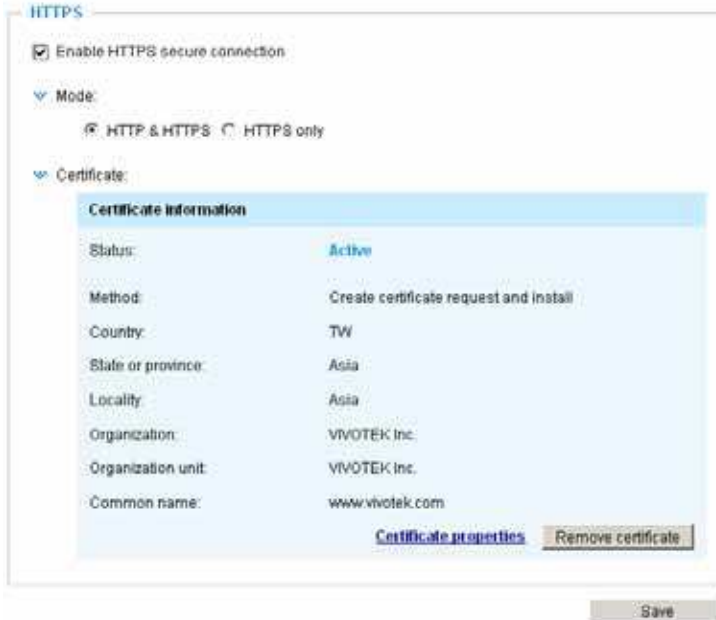 HTTPS
Enable HTTPS secure connection
Mode:
HTTP & HTTPS HTTPS only
Certificate:
Certificate information
Status: Active
Method: Create certificate request and install
Country: TW
State or province: Asia
Locality: Asia
Organization: VIVOTEK Inc.
Organization unit: VIVOTEK Inc.
Common name: www.vivotek.com
Certificate properties Remove certificate
Save